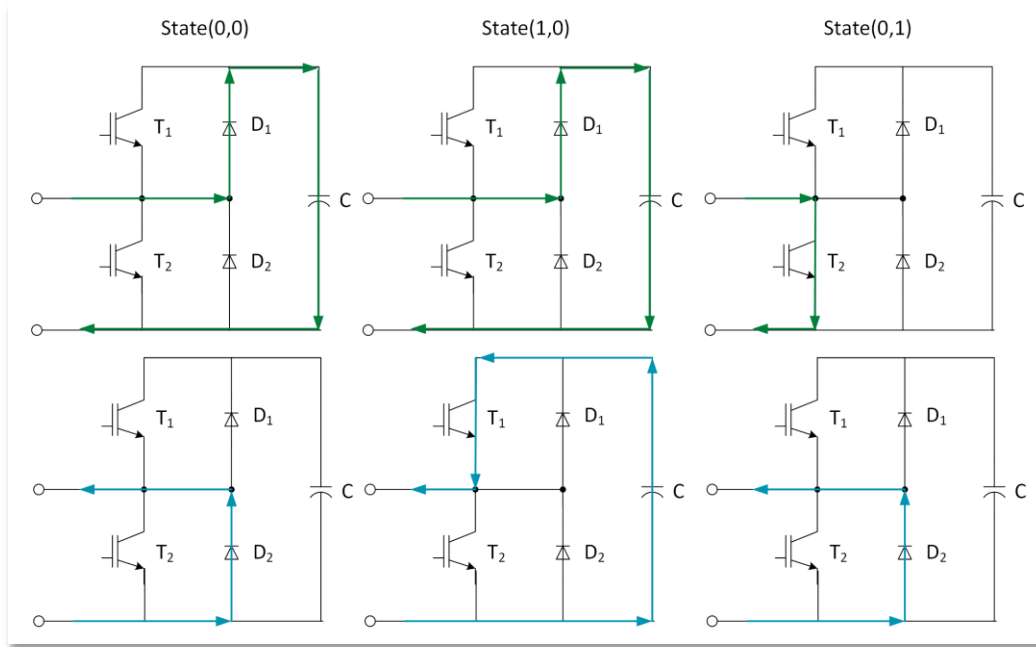 State(0,0) State(1,0) State(0,1)
T1 D1 T1 D1 T1 D1
C C C
T2 D2 T2 D2 T2 D2
T1 D1 T1 D1 T1 D1
C C C
T2 D2 T2 D2 T2 D2